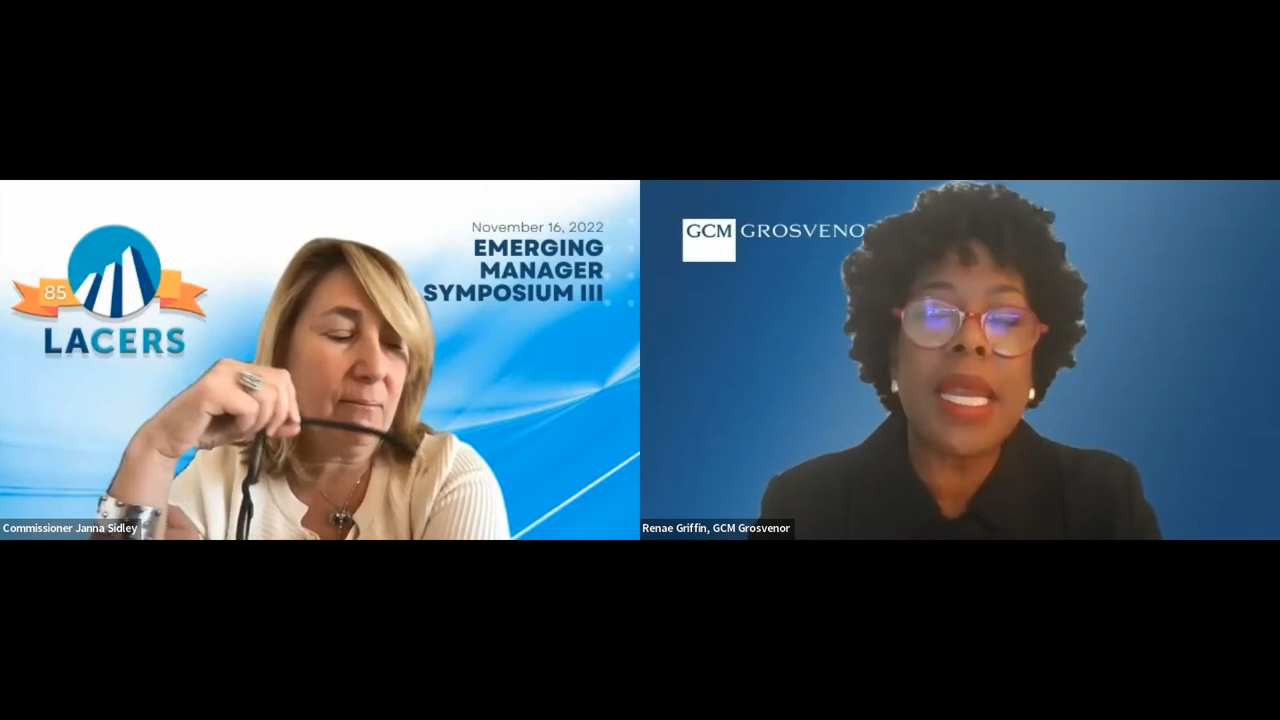 November 16, 2022
EMERGING
MANAGER
SYMPOSIUM III
85
LACERS
GCM GROSVENO
Commissioner Janna Sidley
Renae Griffin, GCM Grosvenor